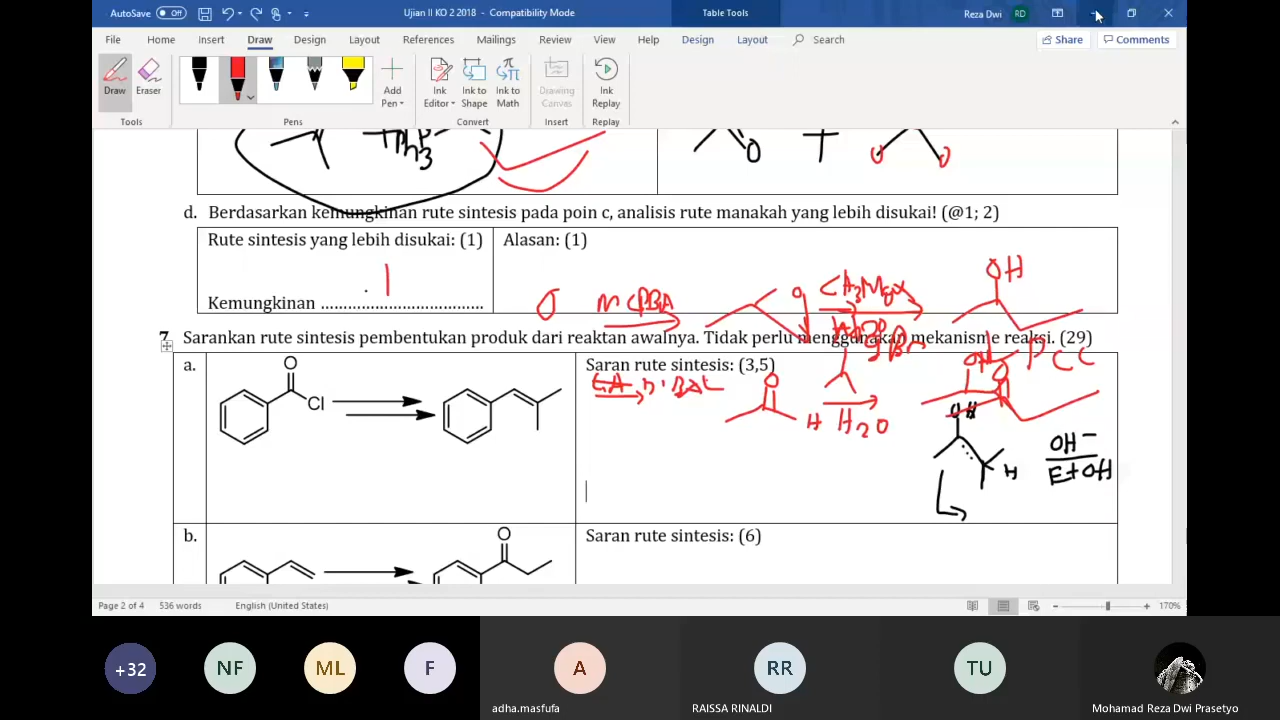 AutoSave Off Ujian II KO 2 2018 - Compatibility Mode Table Tools Reza Dwi RD
File Home Insert Draw Design Layout References Mailings Review View Help Design Layout Search Share Comments
Draw Eraser Add Pen Ink Editor Ink to Shape Ink to Math Drawing Canvas Ink Replay
Tools Pens Convert Insert Replay
O + O O
d. Berdasarkan kemungkinan rute sintesis pada poin c, analisis rute manakah yang lebih disukai! (@1; 2)
Rute sintesis yang lebih disukai: (1) Alasan: (1)
OH
1
mCPBA
Kemungkinan
7 Sarankan rute sintesis pembentukan produk dari reaktan awalnya. Tidak perlu menggunakan mekanisme reaksi. (29)
PCC
a. O Cl Saran rute sintesis: (3,5)
O H H2O
OH H OH-
EtOH
b. O Saran rute sintesis: (6)
Page 2 of 4 536 words English (United States) 170%
+32 NF ML F A RR TU
adha.masfufa RAISSA RINALDI Mohamad Reza Dwi Prasetyo